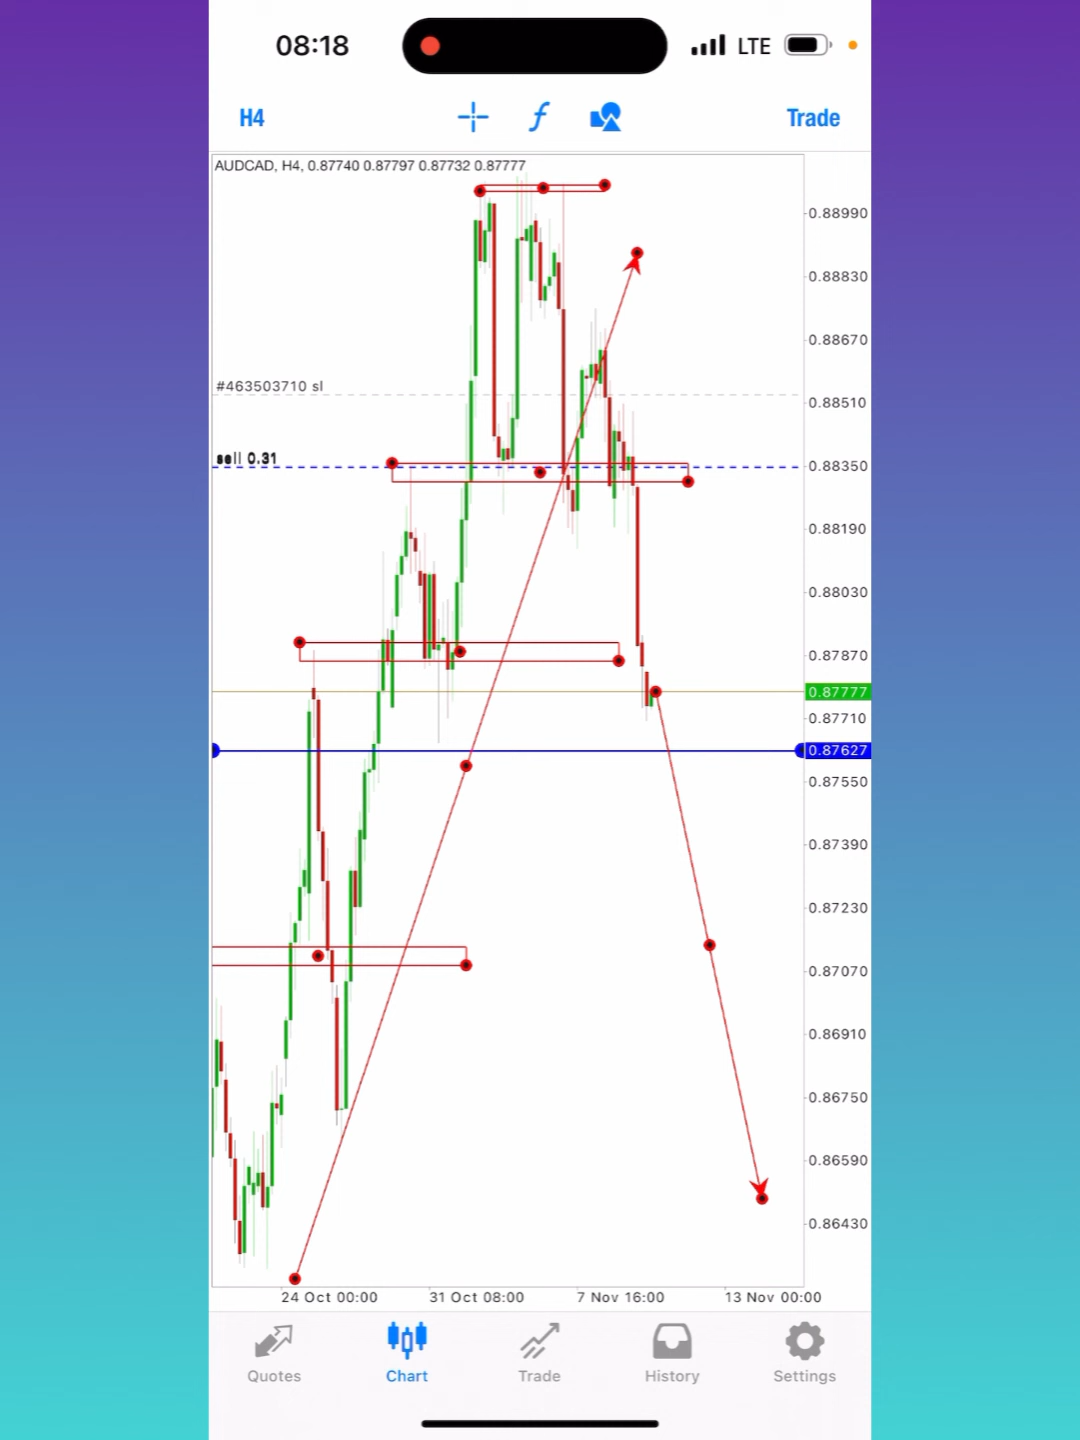 08:18 LTE
H4 f Trade
AUDCAD, H4, 0.87740 0.87797 0.87732 0.87777
0.88990
0.88830
0.88670
#463503710 sl
0.88510
sell 0.31
0.88350
0.88190
0.88030
0.87870
0.87777
0.87710
0.87627
0.87550
0.87390
0.87230
0.87070
0.86910
0.86750
0.86590
0.86430
24 Oct 00:00 31 Oct 08:00 7 Nov 16:00 13 Nov 00:00
Quotes Chart Trade History Settings